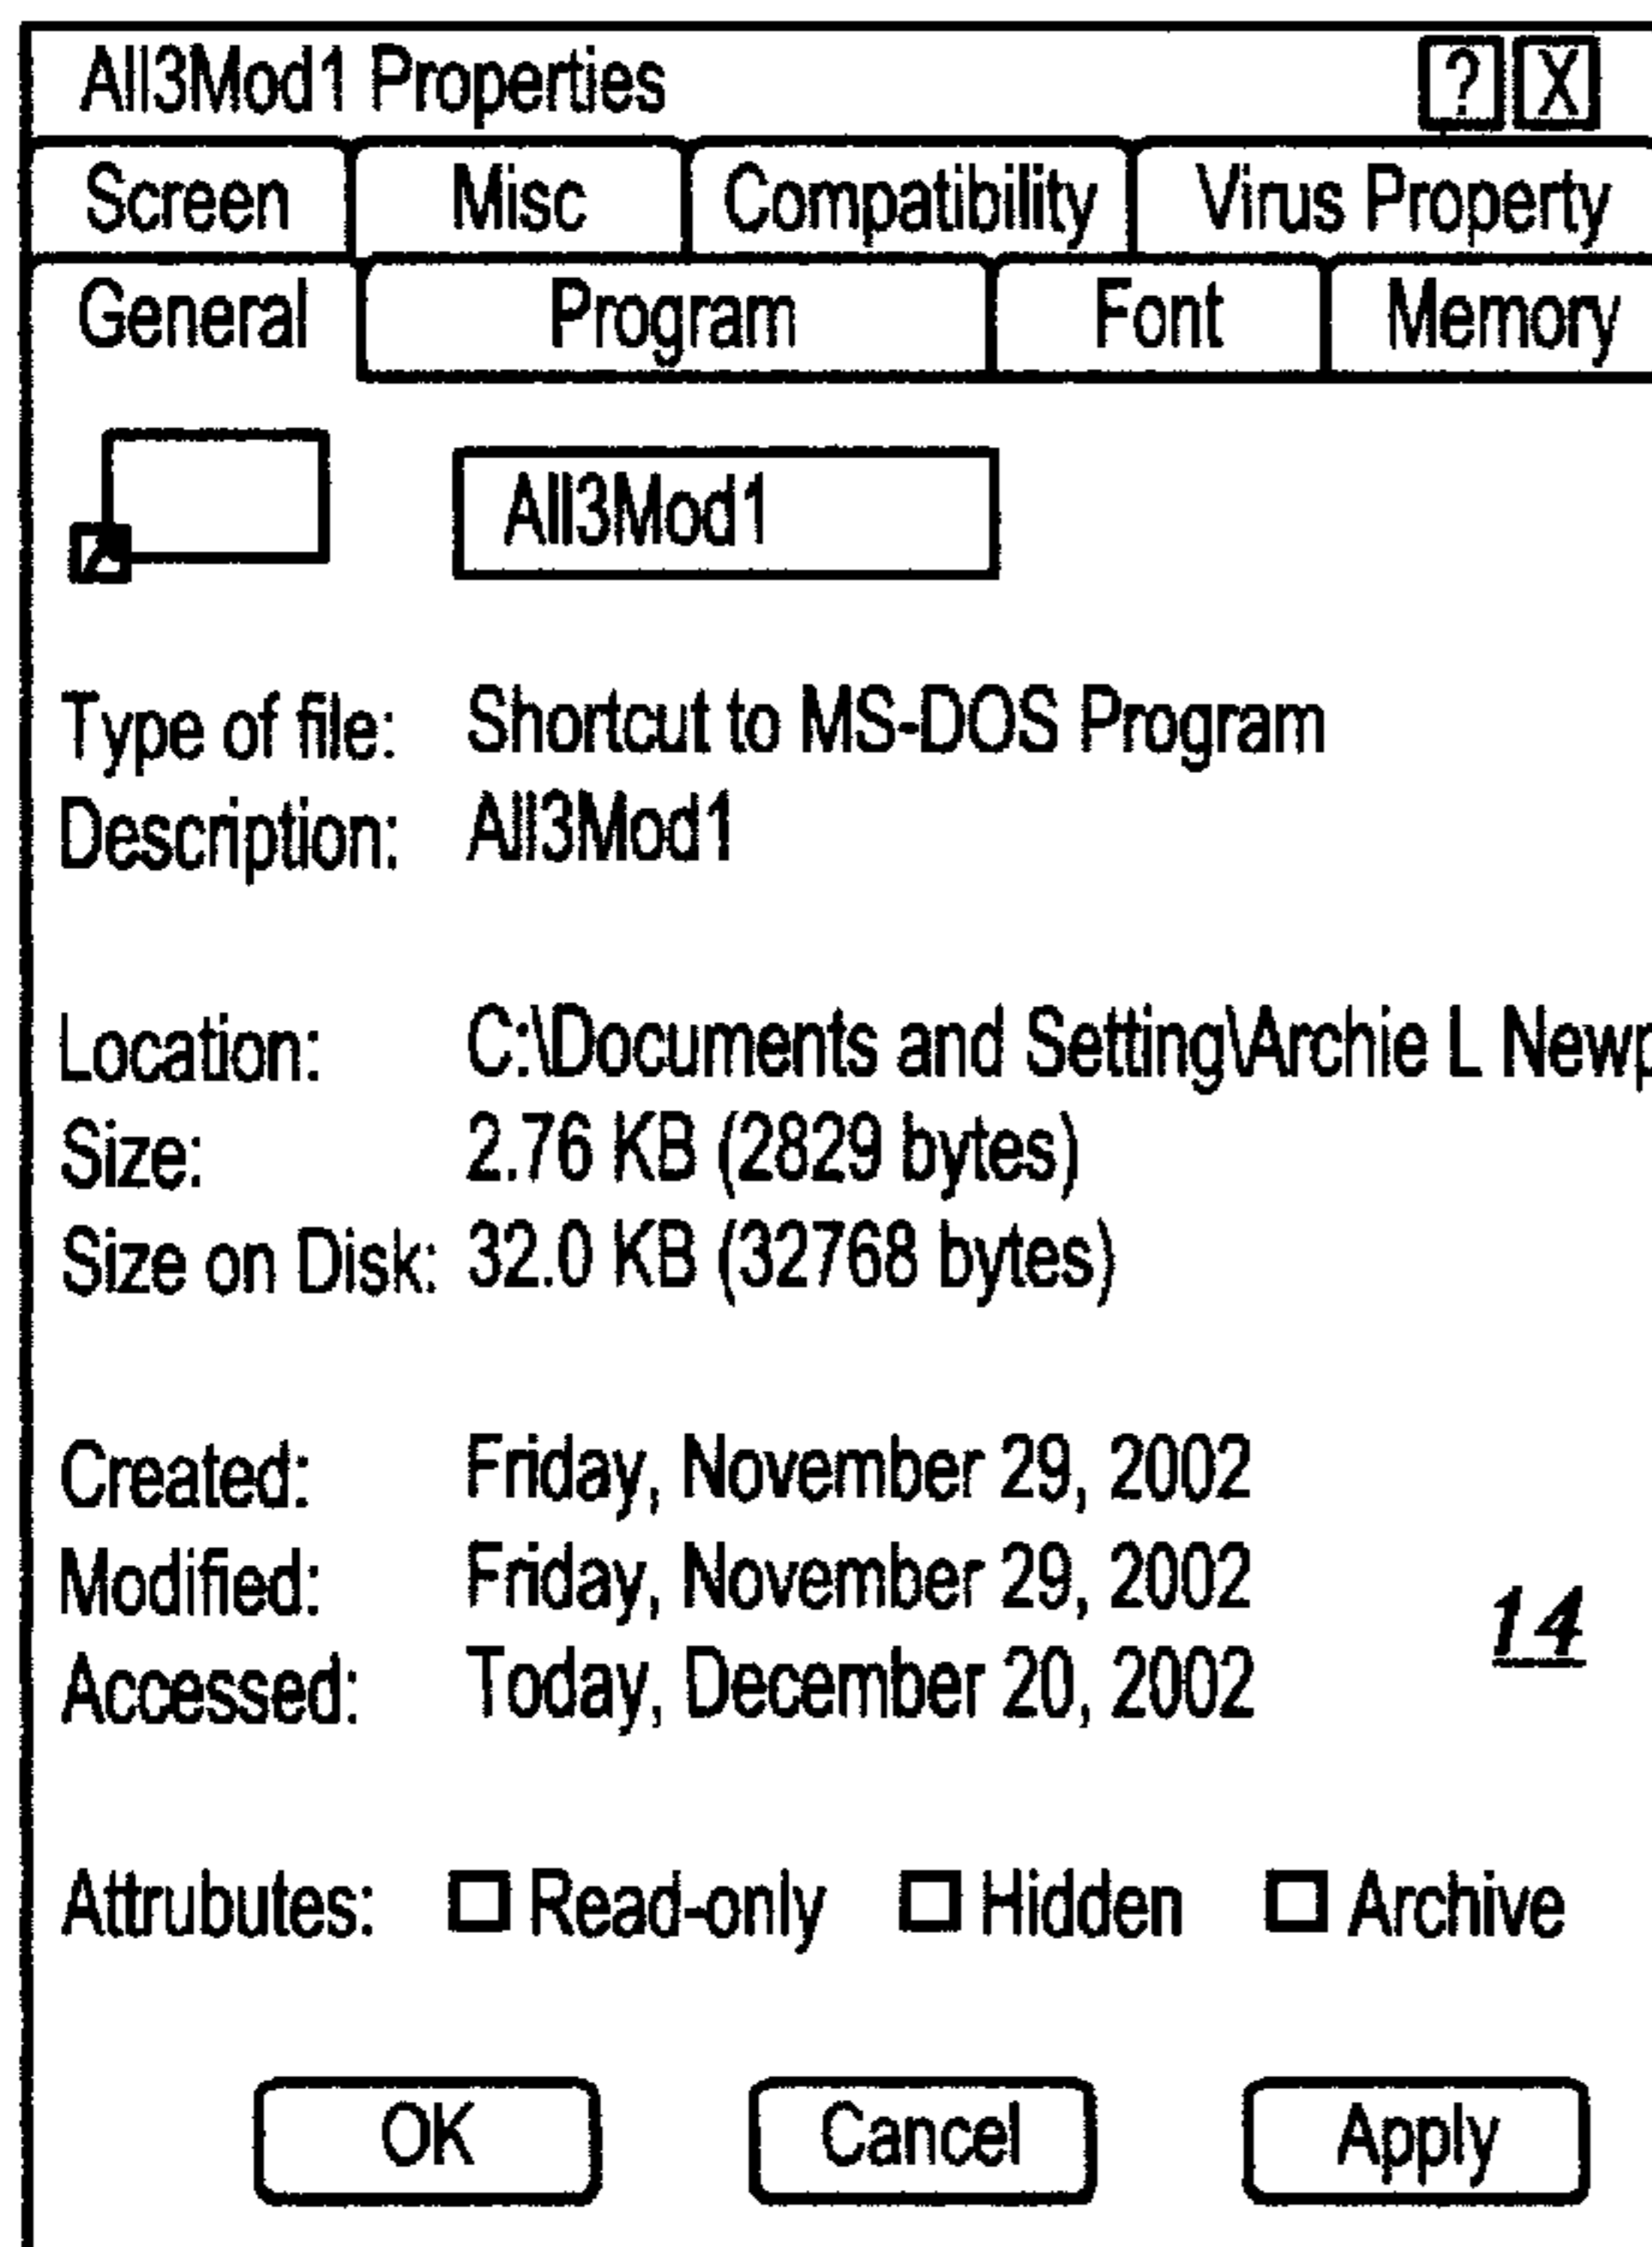 All3Mod1 Properties ? X
Screen Misc Compatibility Virus Property
General Program Font Memory
All3Mod1
Type of file: Shortcut to MS-DOS Program
Description: All3Mod1
Location: C:\Documents and Setting\Archie L Newp
Size: 2.76 KB (2829 bytes)
Size on Disk: 32.0 KB (32768 bytes)
Created: Friday, November 29, 2002
Modified: Friday, November 29, 2002
14
Accessed: Today, December 20, 2002
Attrubutes: Read-only Hidden Archive
OK Cancel Apply